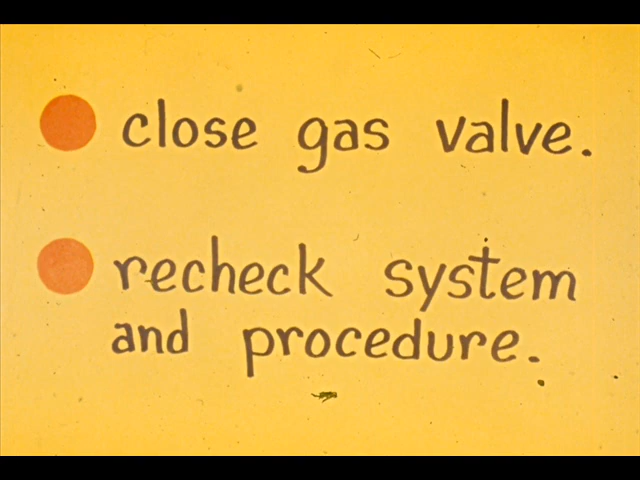 close gas valve.
recheck system
and procedure.